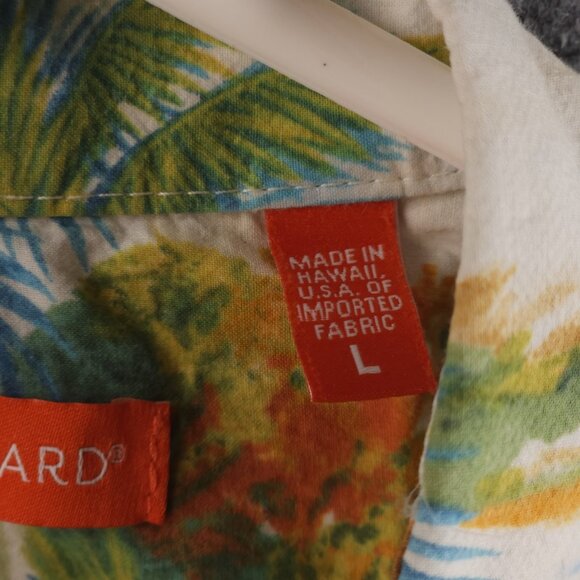 MADE IN
HAWAII,
U.S.A. OF
IMPORTED
FABRIC
L
ARD®